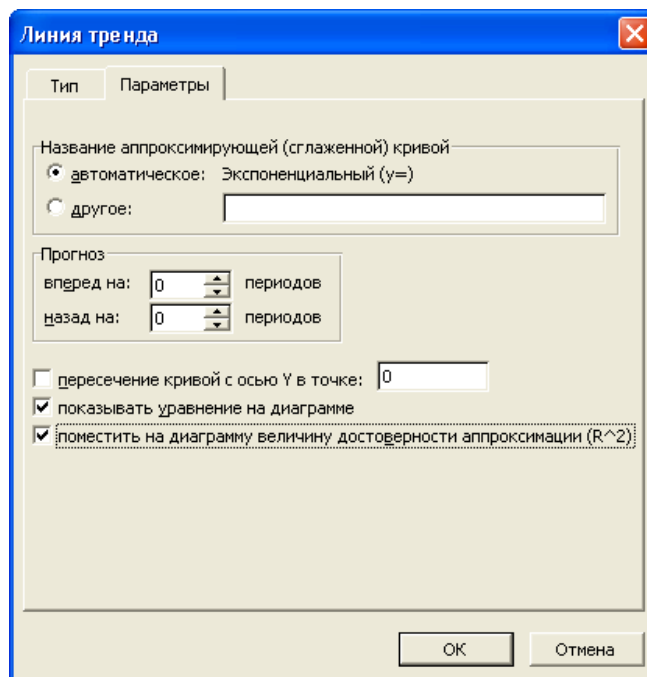 Линия тренда
Тип Параметры
Название аппроксимирующей (сглаженной) кривой
автоматическое: Экспоненциальный (y=)
другое:
Прогноз
вперед на: 0 периодов
назад на: 0 периодов
пересечение кривой с осью Y в точке: 0
показывать уравнение на диаграмме
поместить на диаграмму величину достоверности аппроксимации (R^2)
ОК Отмена